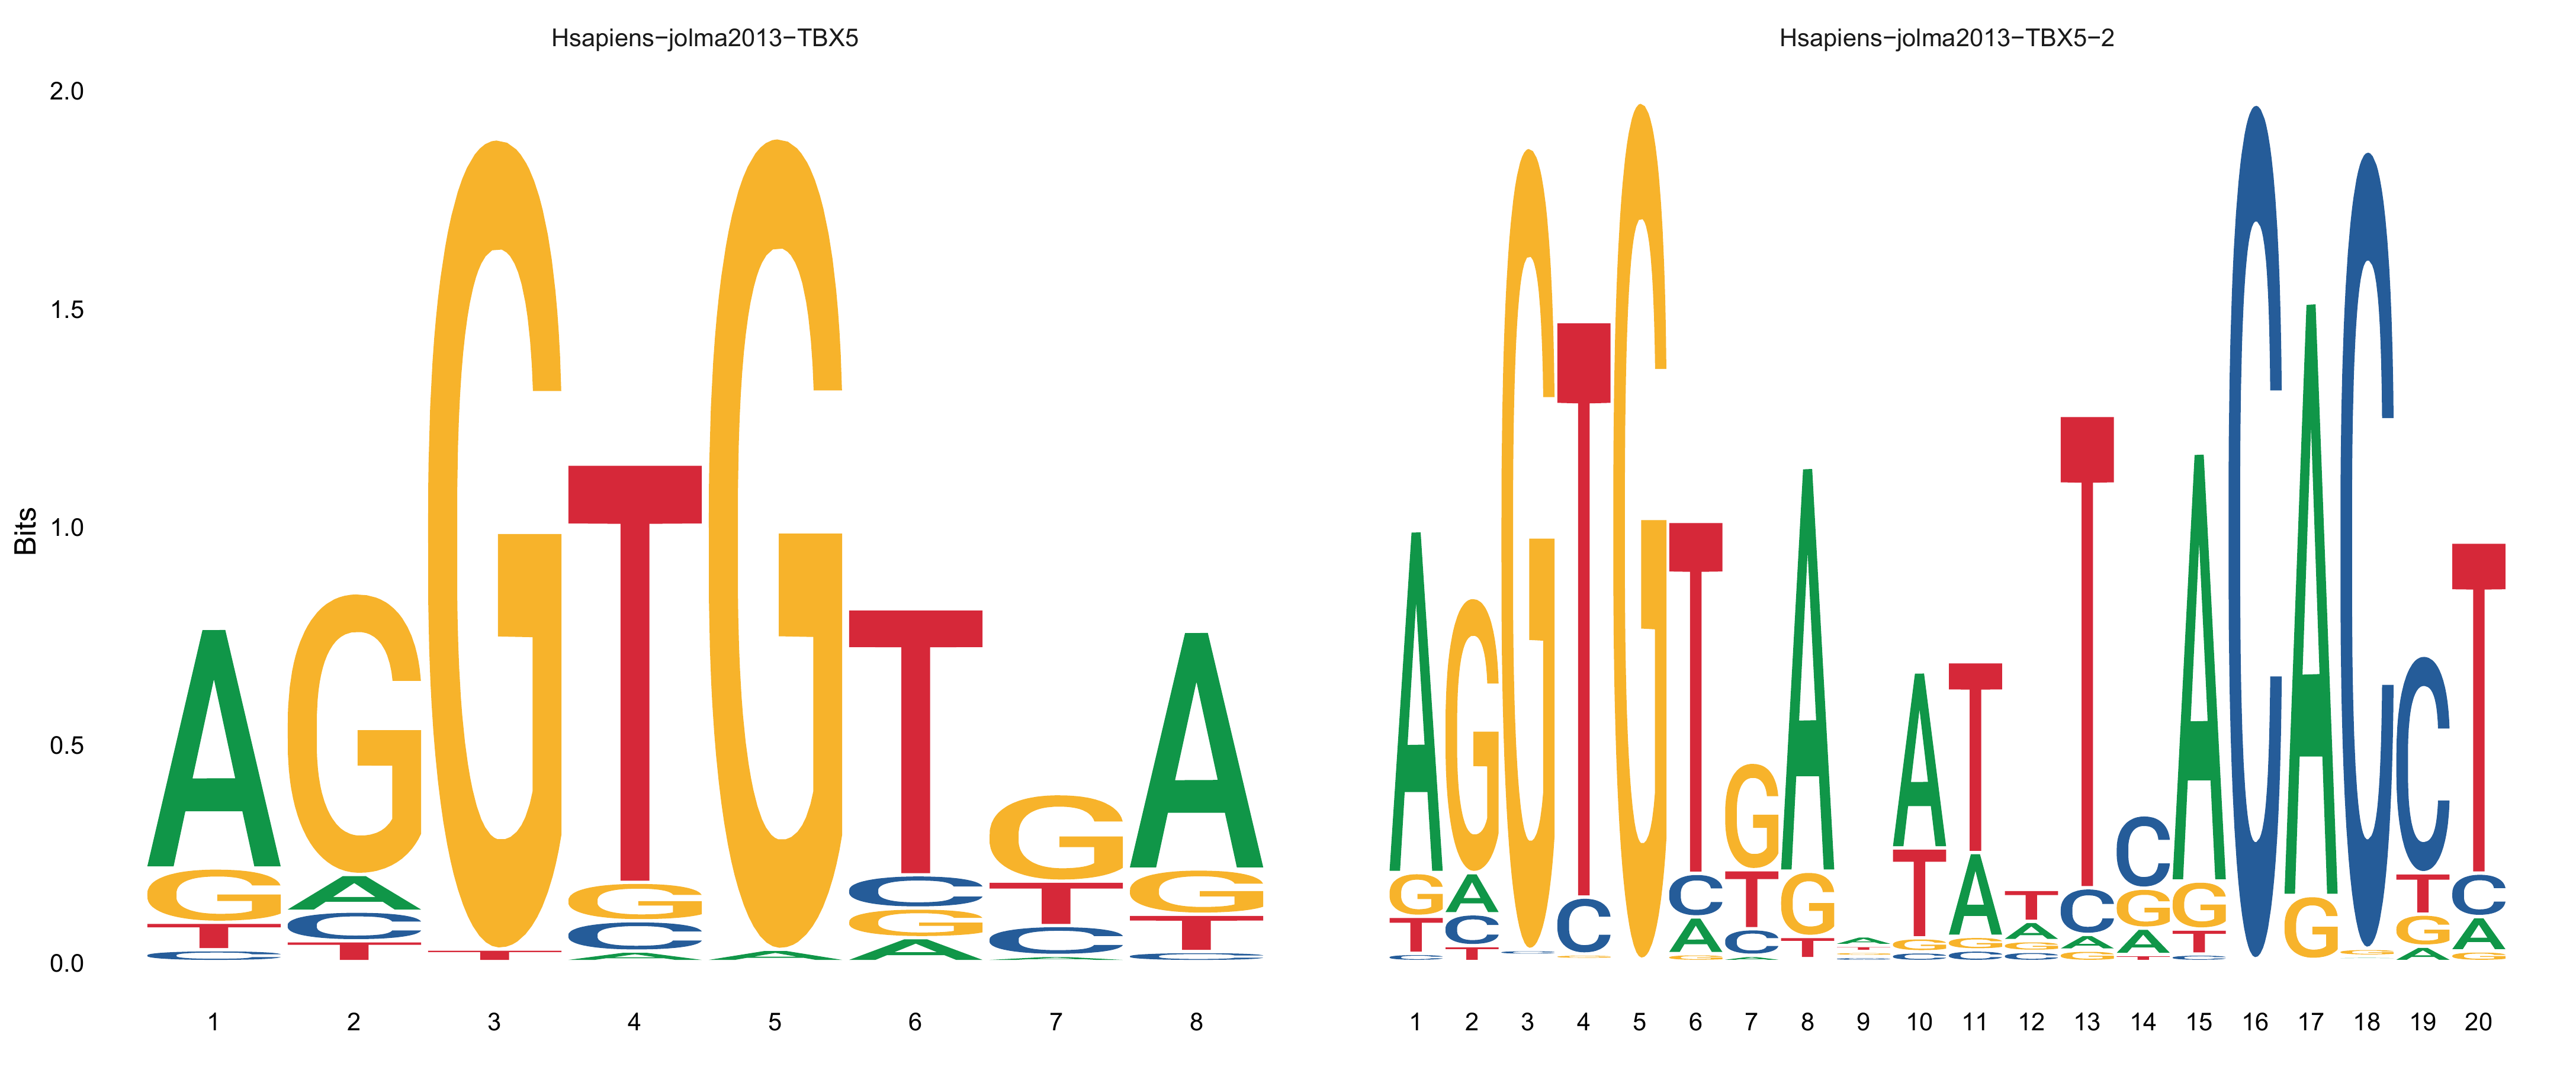 Hsapiens−jolma2013−TBX5
Hsapiens−jolma2013−TBX5−2
Bits
2.0
1.5
1.0
0.5
0.0
A G G T G T G A
G A G C T G
T C C G C T
C T T A A A A C
1 2 3 4 5 6 7 8
A G G T G T G A A T T C A C A C C T
1 2 3 4 5 6 7 8 9 10 11 12 13 14 15 16 17 18 19 20